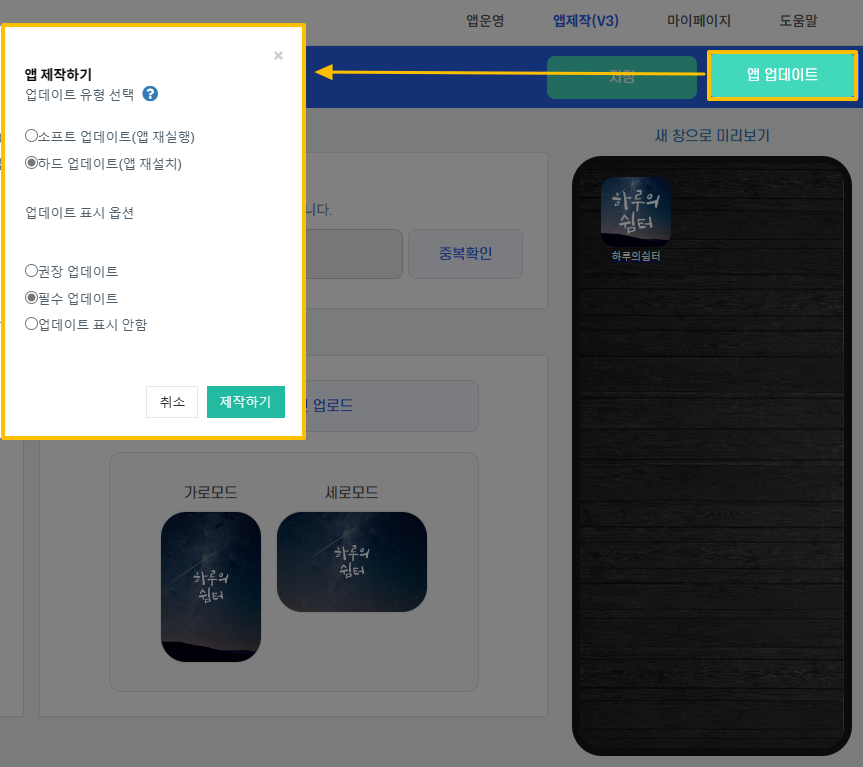 앱운영 앱제작(V3) 마이페이지 도움말
×
앱 제작하기
업데이트 유형 선택 ?
저장
앱 업데이트
소프트 업데이트(앱 재실행)
하드 업데이트(앱 재설치)
업데이트 표시 옵션
권장 업데이트
필수 업데이트
업데이트 표시 안함
취소 제작하기
니다.
중복확인
업로드
가로모드 세로모드
하루의
쉼터
하루의
쉼터
새 창으로 미리보기
하루의
쉼터
하루의쉼터